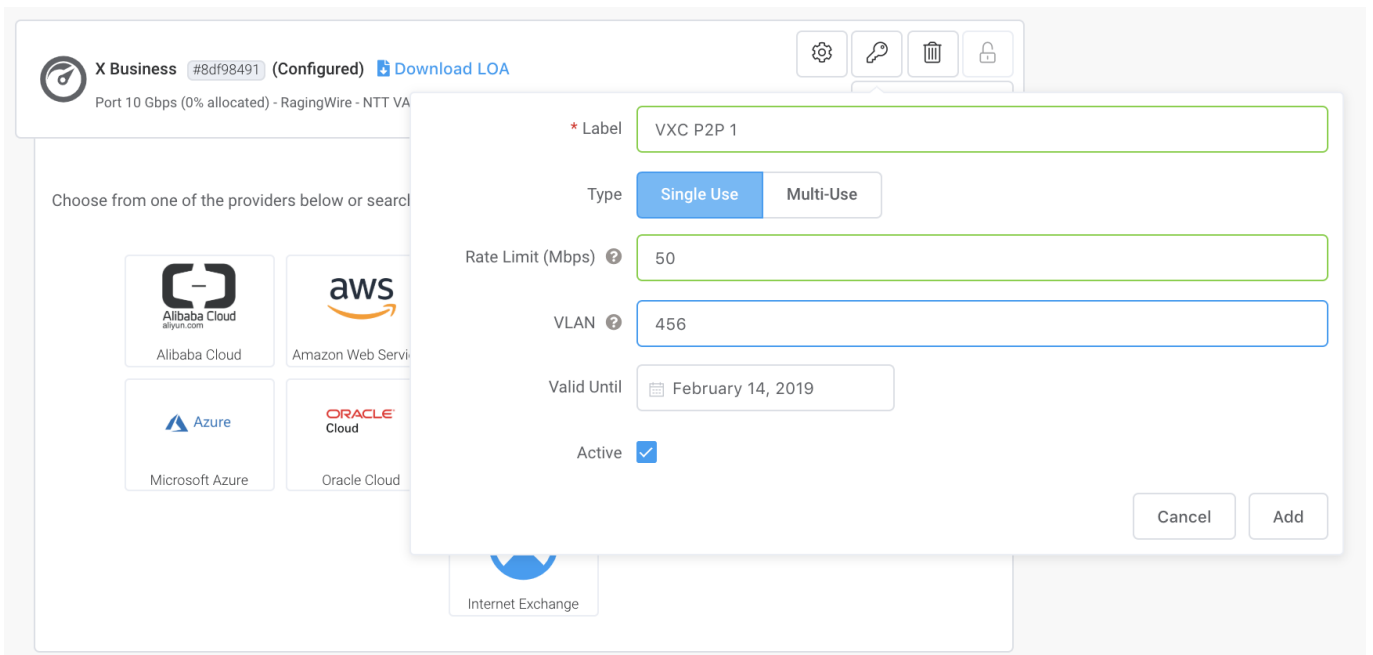 X Business #8df98491 (Configured) Download LOA
Port 10 Gbps (0% allocated) - RagingWire - NTT VA
* Label VXC P2P 1
Type Single Use Multi-Use
Rate Limit (Mbps) ? 50
VLAN ? 456
Valid Until February 14, 2019
Active
Cancel Add
Choose from one of the providers below or search
Alibaba Cloud
aliyun.com
Alibaba Cloud
aws
Amazon Web Servi
Azure
Microsoft Azure
ORACLE
Cloud
Oracle Cloud
Internet Exchange